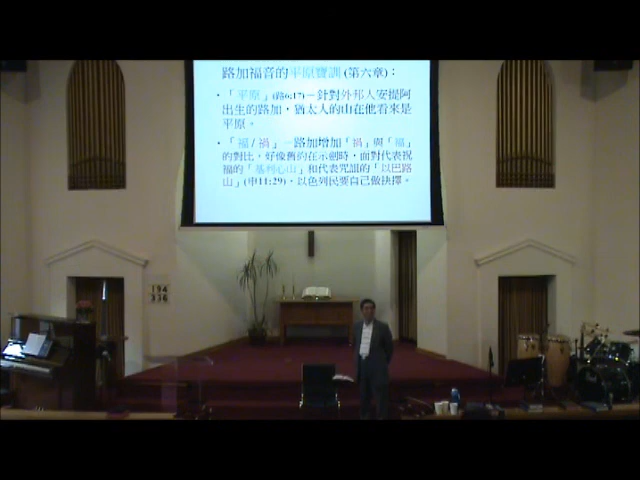 路加福音的平原寶訓 (第六章)：
•「平原」(路6:17)－針對外邦人安提阿
出生的路加，猶太人的山在他看來是
平原。
•「福 / 禍」－路加增加「禍」與「福」
的對比，好像舊約在示劍時，面對代表祝
福的「基利心山」和代表咒詛的「以巴路
山」(申11:29)，以色列民要自己做抉擇。
194
336